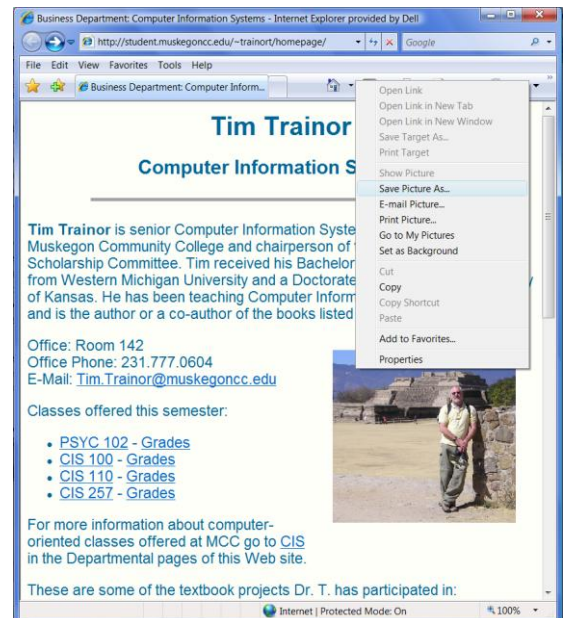 Business Department: Computer Information Systems - Internet Explorer provided by Dell
http://student.muskegoncc.edu/~trainort/homepage/
Google
File Edit View Favorites Tools Help
Business Department: Computer Inform...
Open Link
Open Link in New Tab
Open Link in New Window
Save Target As...
Print Target
Show Picture
Save Picture As...
E-mail Picture...
Print Picture...
Go to My Pictures
Set as Background
Cut
Copy
Copy Shortcut
Paste
Add to Favorites...
Properties
Tim Trainor
Computer Information S
Tim Trainor is senior Computer Information Syste
Muskegon Community College and chairperson of
Scholarship Committee. Tim received his Bachelor
from Western Michigan University and a Doctorate
of Kansas. He has been teaching Computer Inform
and is the author or a co-author of the books listed
Office: Room 142
Office Phone: 231.777.0604
E-Mail: Tim.Trainor@muskegoncc.edu
Classes offered this semester:
• PSYC 102 - Grades
• CIS 100 - Grades
• CIS 110 - Grades
• CIS 257 - Grades
For more information about computer-
oriented classes offered at MCC go to CIS
in the Departmental pages of this Web site.
These are some of the textbook projects Dr. T. has participated in:
Internet | Protected Mode: On
100%